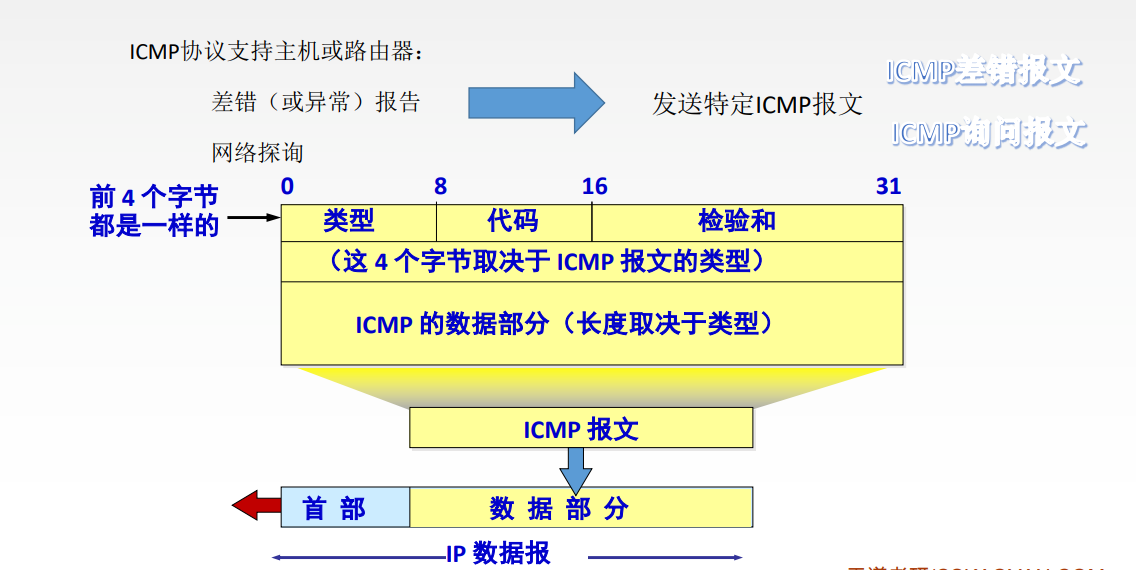 ICMP协议支持主机或路由器：
差错（或异常）报告
网络探询
发送特定ICMP报文
ICMP差错报文
ICMP询问报文
前 4 个字节
都是一样的
0 8 16 31
类型 代码 检验和
（这 4 个字节取决于 ICMP 报文的类型）
ICMP 的数据部分（长度取决于类型）
ICMP 报文
首 部 数 据 部 分
IP 数据报